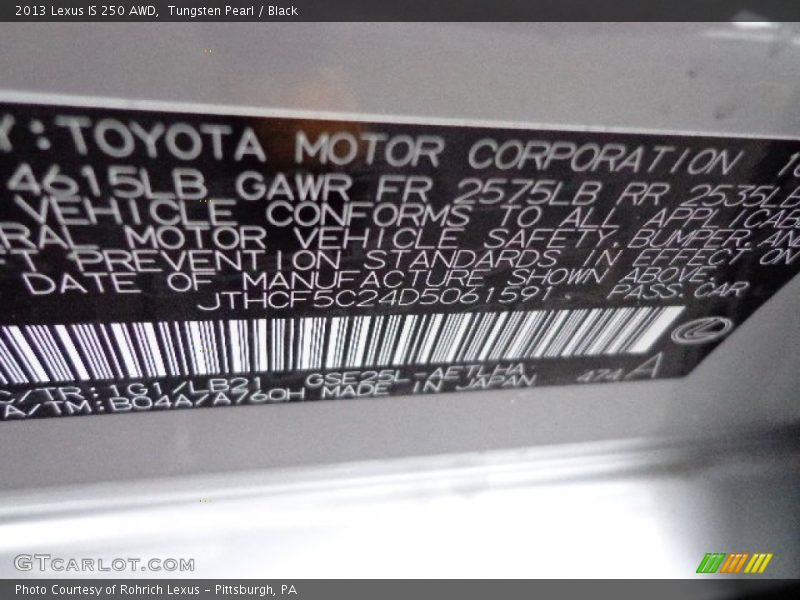 2013 Lexus IS 250 AWD, Tungsten Pearl / Black
Y:TOYOTA MOTOR CORPORATION 10
4615LB GAWR FR 2575LB RR 2535LB
VEHICLE CONFORMS TO ALL APPLICAB
RAL MOTOR VEHICLE SAFETY, BUMPER, AND
FT PREVENTION STANDARDS IN EFFECT ON
DATE OF MANUFACTURE SHOWN ABOVE.
JTHCF5C24D5061591 PASS.CAR
C/TR:1G1/LB21 GSE25L-AETLHA
A/TM:B04A/A760H MADE IN JAPAN 474A
GTCARLOT.COM
Photo Courtesy of Rohrich Lexus - Pittsburgh, PA